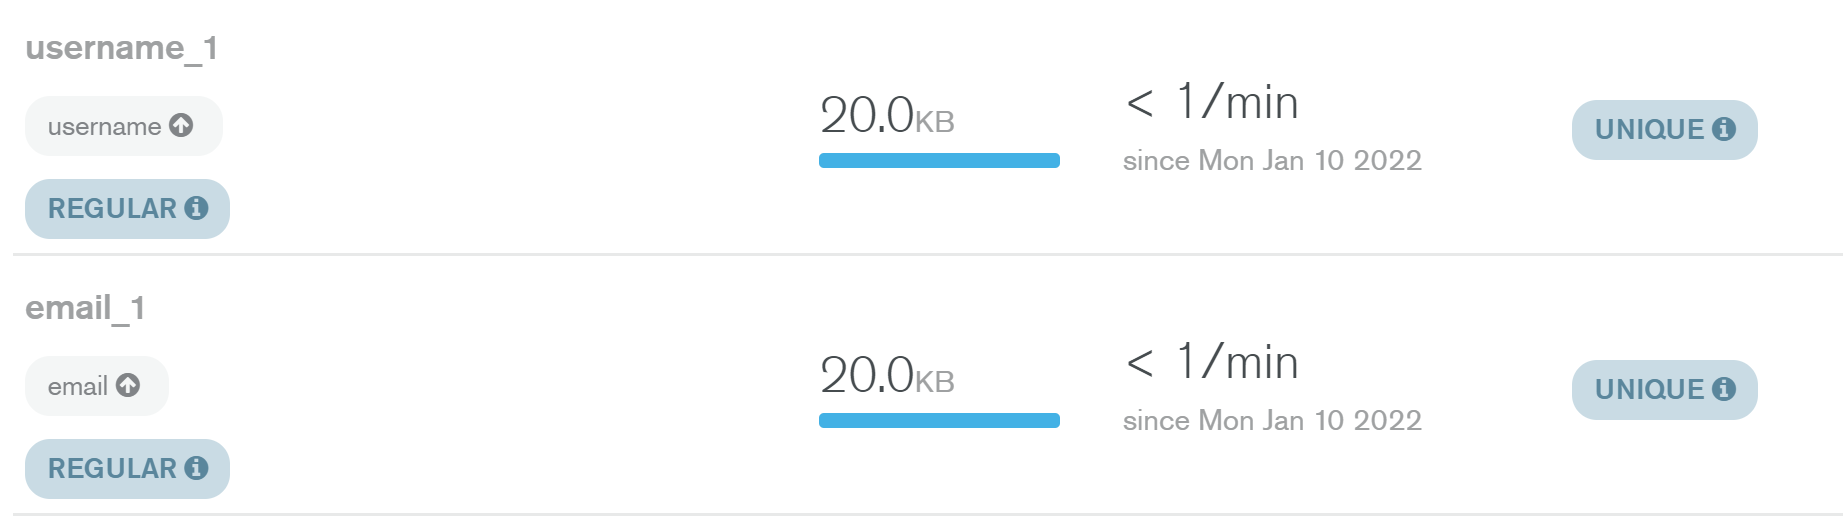 username_1
username
REGULAR
20.0KB
< 1/min
since Mon Jan 10 2022
UNIQUE
email_1
email
REGULAR
20.0KB
< 1/min
since Mon Jan 10 2022
UNIQUE